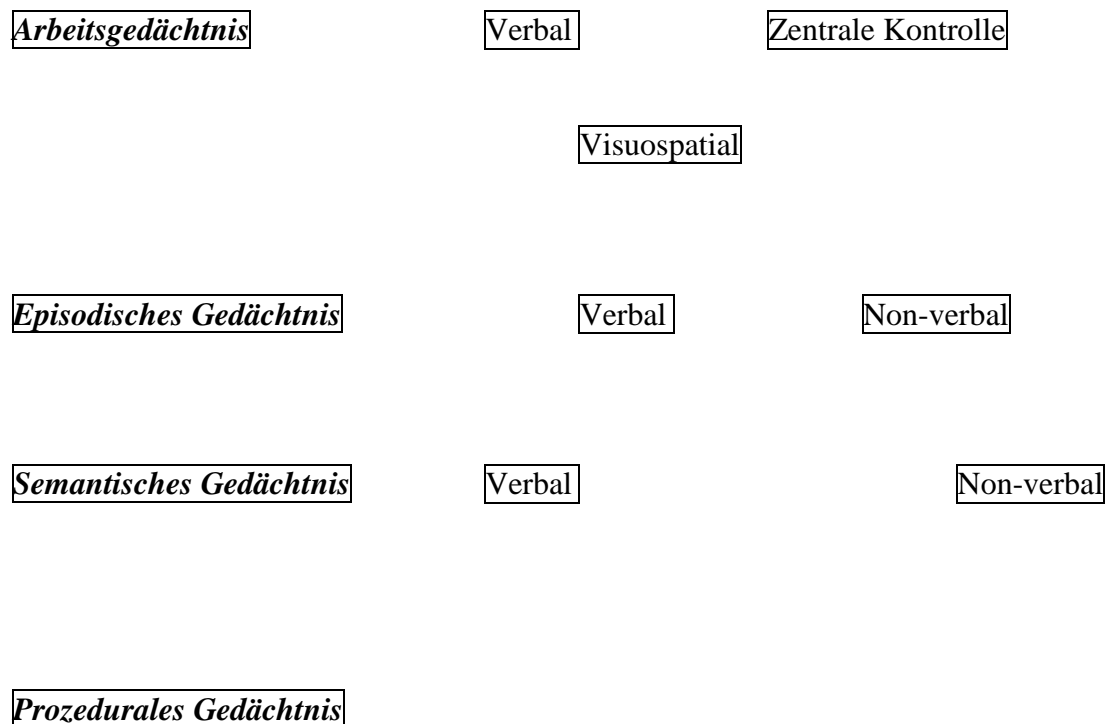 Arbeitsgedächtnis Verbal Zentrale Kontrolle
Visuospatial
Episodisches Gedächtnis Verbal Non-verbal
Semantisches Gedächtnis Verbal Non-verbal
Prozedurales Gedächtnis